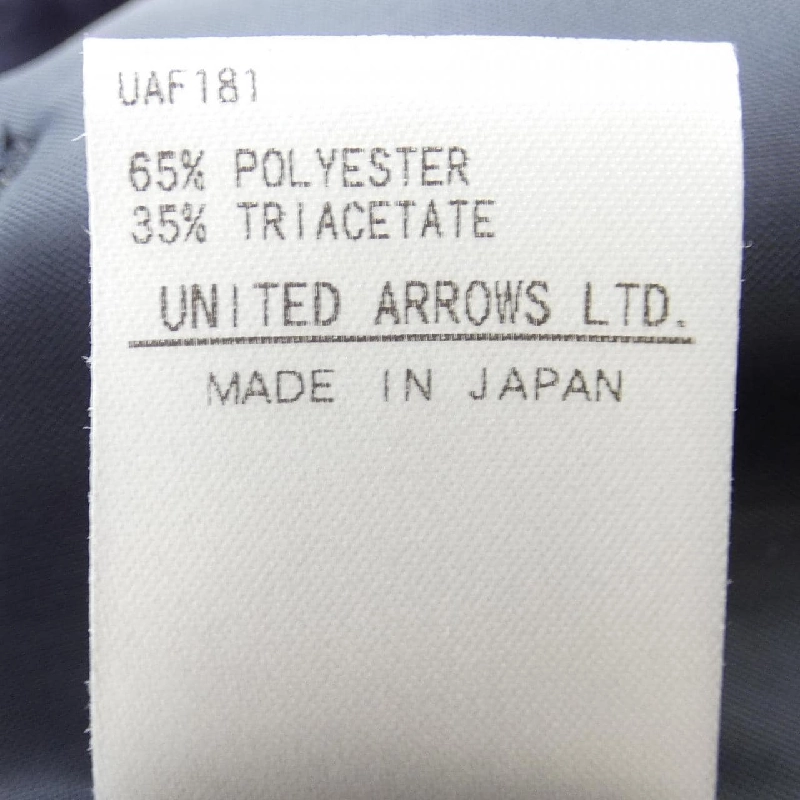 UAF181
65% POLYESTER
35% TRIACETATE
UNITED ARROWS LTD.
MADE IN JAPAN